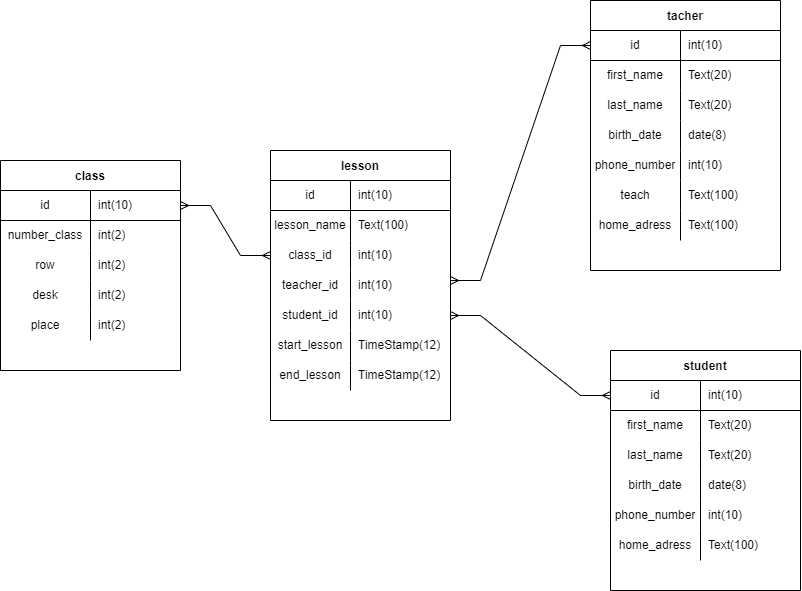 class
id int(10)
number_class int(2)
row int(2)
desk int(2)
place int(2)
lesson
id int(10)
lesson_name Text(100)
class_id int(10)
teacher_id int(10)
student_id int(10)
start_lesson TimeStamp(12)
end_lesson TimeStamp(12)
tacher
id int(10)
first_name Text(20)
last_name Text(20)
birth_date date(8)
phone_number int(10)
teach Text(100)
home_adress Text(100)
student
id int(10)
first_name Text(20)
last_name Text(20)
birth_date date(8)
phone_number int(10)
home_adress Text(100)